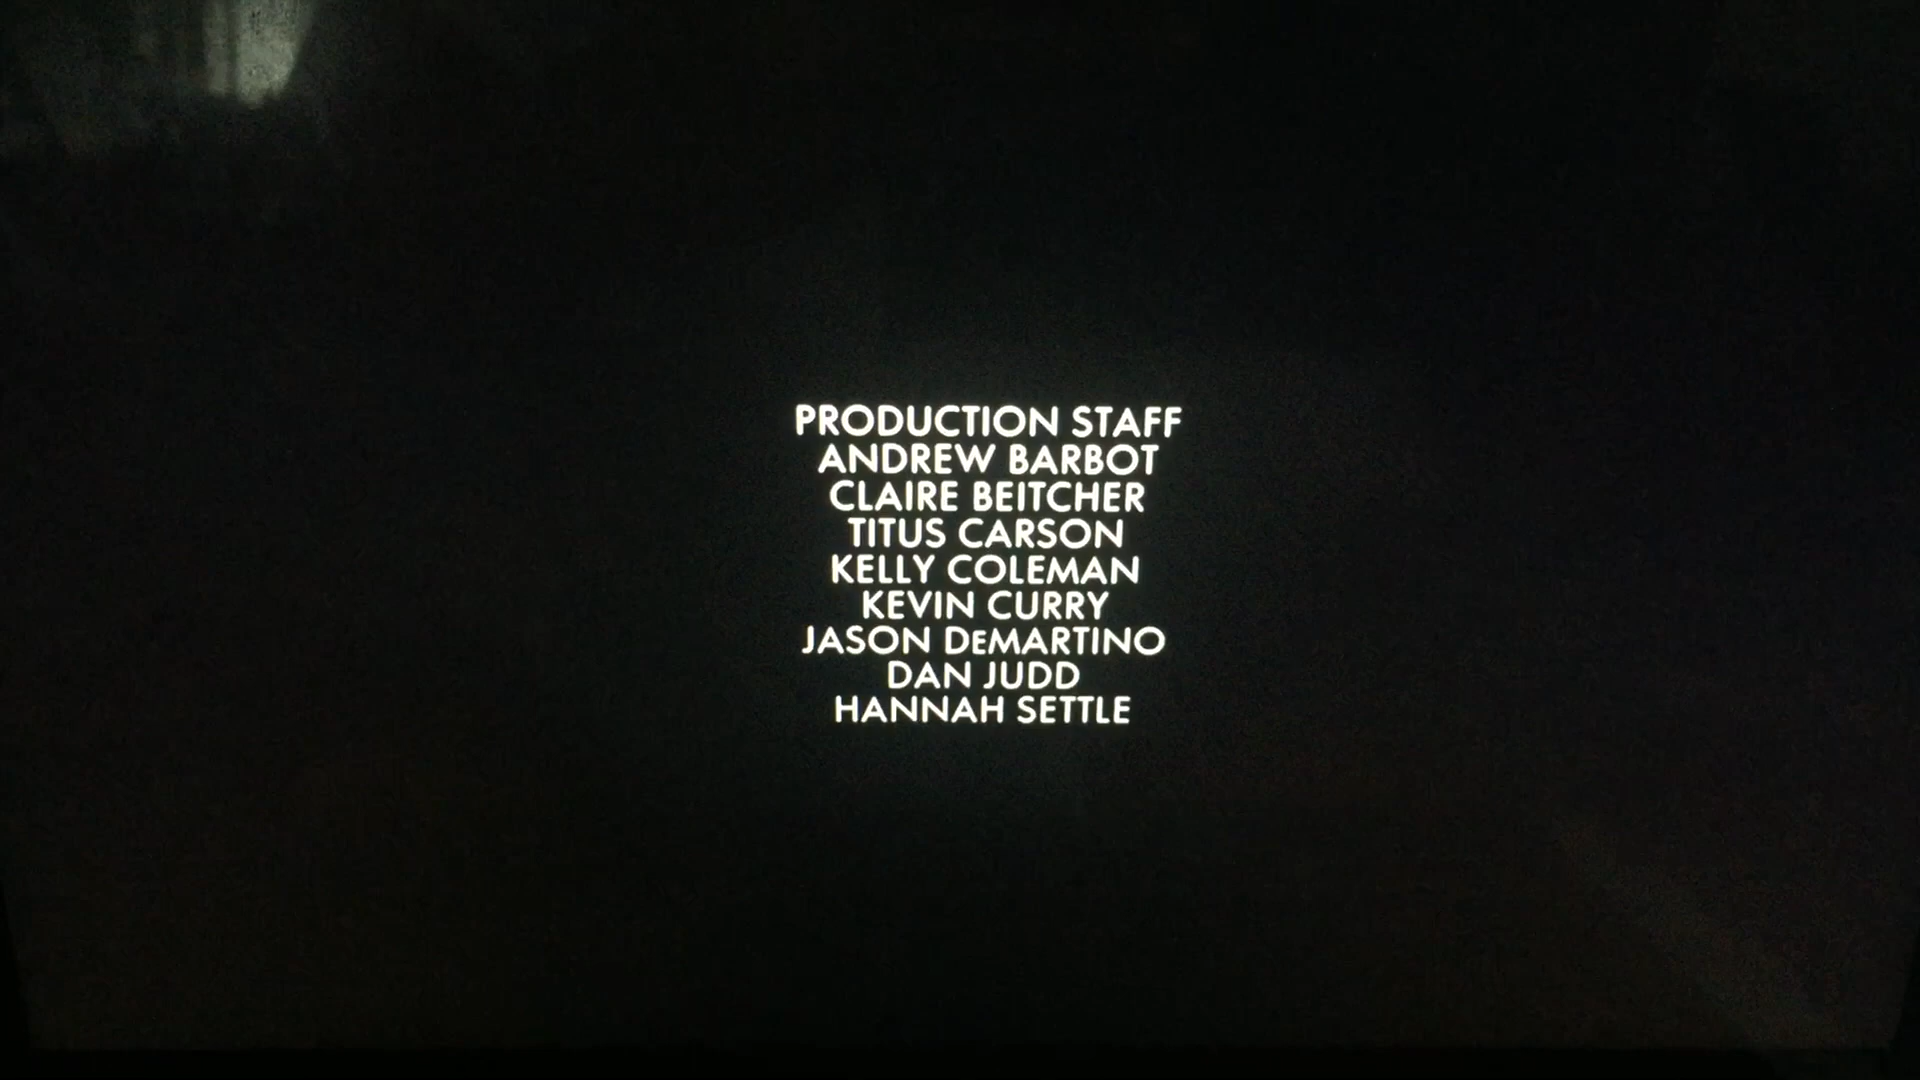 PRODUCTION STAFF
ANDREW BARBOT
CLAIRE BEITCHER
TITUS CARSON
KELLY COLEMAN
KEVIN CURRY
JASON DeMARTINO
DAN JUDD
HANNAH SETTLE